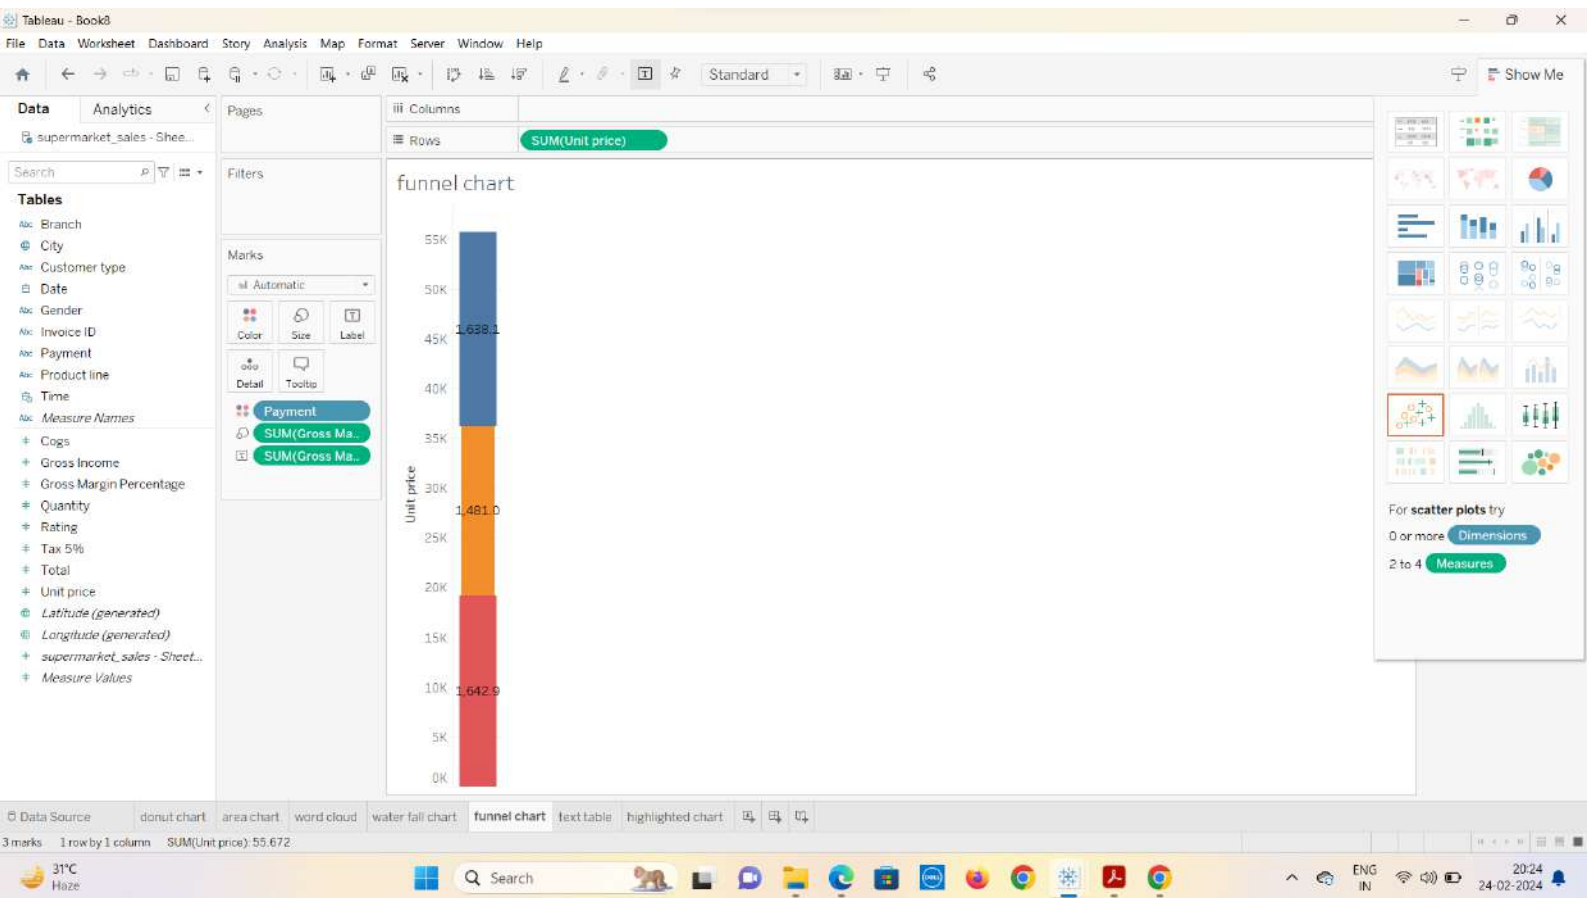 Tableau - Book8
File Data Worksheet Dashboard Story Analysis Map Format Server Window Help
Standard
Show Me
Data Analytics
Pages
Columns
supermarket_sales - Shee...
Rows
SUM(Unit price)
Search
Filters
Tables
Abc Branch
City
Abc Customer type
Date
Abc Gender
Abc Invoice ID
Abc Payment
Abc Product line
Time
Abc Measure Names
Cogs
Gross Income
Gross Margin Percentage
Quantity
Rating
Tax 5%
Total
Unit price
Latitude (generated)
Longitude (generated)
supermarket_sales - Sheet...
Measure Values
Marks
Automatic
Color Size Label
Detail Tooltip
Payment
SUM(Gross Ma..
SUM(Gross Ma..
funnel chart
55K
50K
45K
40K
35K
30K
25K
20K
15K
10K
5K
0K
Unit price
1,638.1
1,481.0
1,642.9
For scatter plots try
0 or more Dimensions
2 to 4 Measures
Data Source donut chart area chart word cloud water fall chart funnel chart text table highlighted chart
3 marks 1 row by 1 column SUM(Unit price): 55,672
31°C
Haze
Search
ENG
IN
20:24
24-02-2024